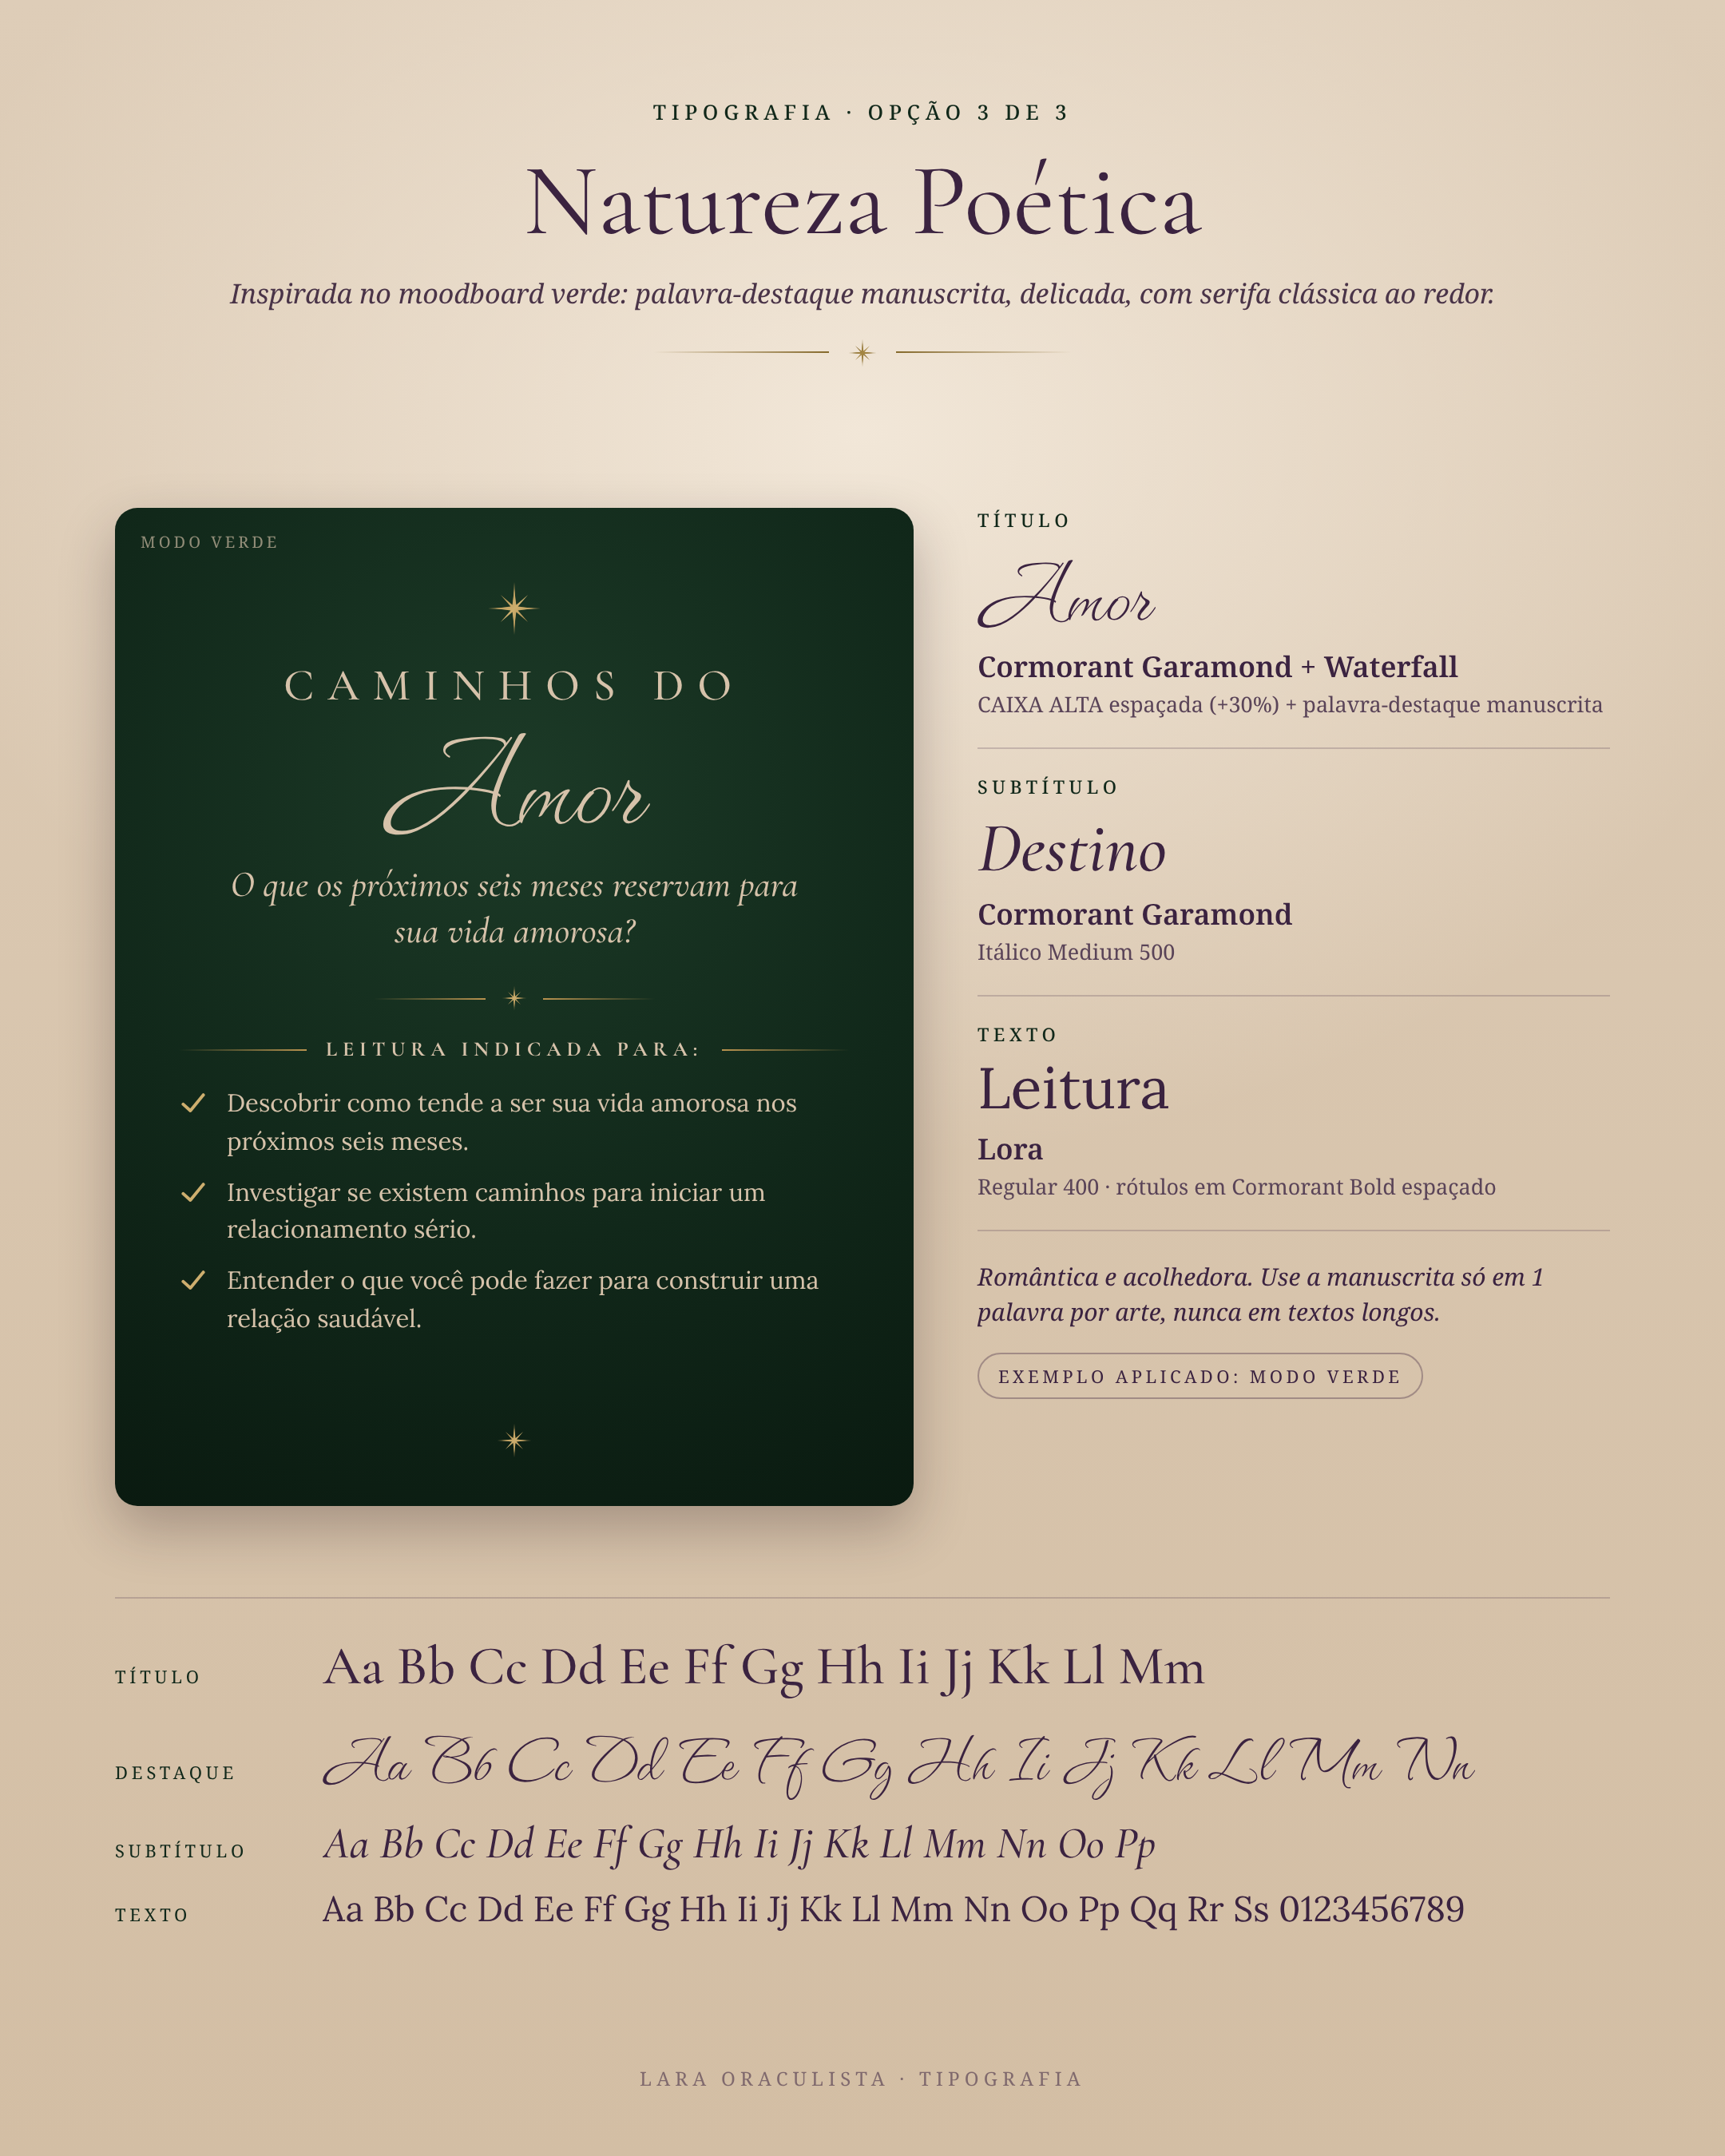 TIPOGRAFIA · OPÇÃO 3 DE 3
Natureza Poética
Inspirada no moodboard verde: palavra-destaque manuscrita, delicada, com serifa clássica ao redor.
MODO VERDE
CAMINHOS DO
Amor
O que os próximos seis meses reservam para
sua vida amorosa?
LEITURA INDICADA PARA:
Descobrir como tende a ser sua vida amorosa nos
próximos seis meses.
Investigar se existem caminhos para iniciar um
relacionamento sério.
Entender o que você pode fazer para construir uma
relação saudável.
TÍTULO
Amor
Cormorant Garamond + Waterfall
CAIXA ALTA espaçada (+30%) + palavra-destaque manuscrita
SUBTÍTULO
Destino
Cormorant Garamond
Itálico Medium 500
TEXTO
Leitura
Lora
Regular 400 · rótulos em Cormorant Bold espaçado
Romântica e acolhedora. Use a manuscrita só em 1
palavra por arte, nunca em textos longos.
EXEMPLO APLICADO: MODO VERDE
TÍTULO Aa Bb Cc Dd Ee Ff Gg Hh Ii Jj Kk Ll Mm
DESTAQUE Aa Bb Cc Dd Ee Ff Gg Hh Ii Jj Kk Ll Mm Nn
SUBTÍTULO Aa Bb Cc Dd Ee Ff Gg Hh Ii Jj Kk Ll Mm Nn Oo Pp
TEXTO Aa Bb Cc Dd Ee Ff Gg Hh Ii Jj Kk Ll Mm Nn Oo Pp Qq Rr Ss 0123456789
LARA ORACULISTA · TIPOGRAFIA